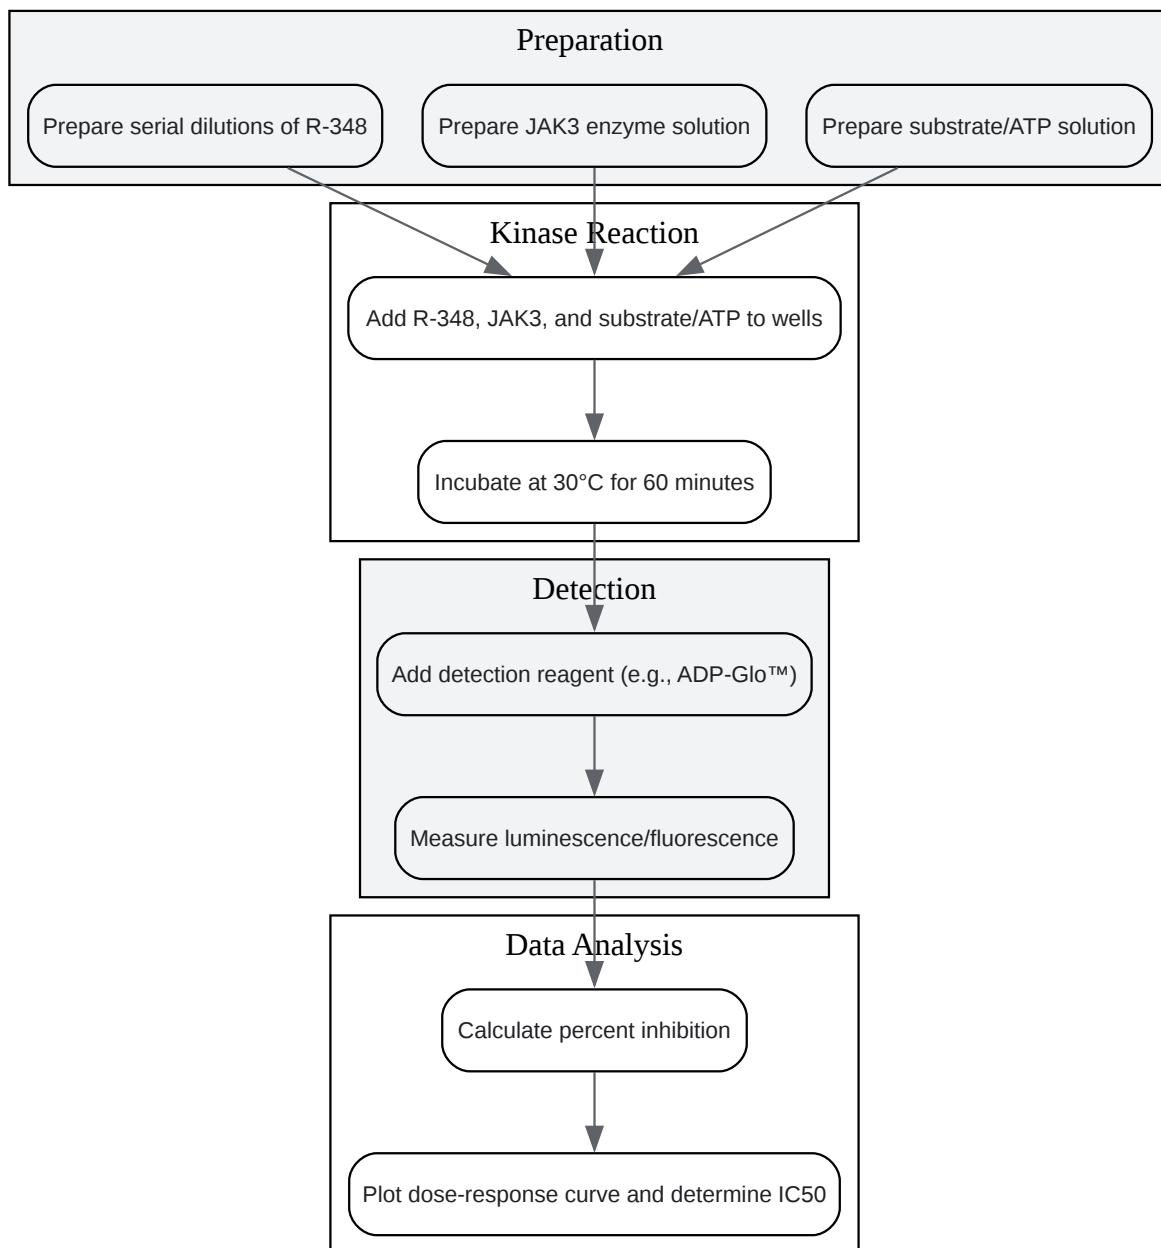 Preparation
Prepare serial dilutions of R-348
Prepare JAK3 enzyme solution
Prepare substrate/ATP solution
Kinase Reaction
Add R-348, JAK3, and substrate/ATP to wells
Incubate at 30°C for 60 minutes
Detection
Add detection reagent (e.g., ADP-Glo™)
Measure luminescence/fluorescence
Data Analysis
Calculate percent inhibition
Plot dose-response curve and determine IC50